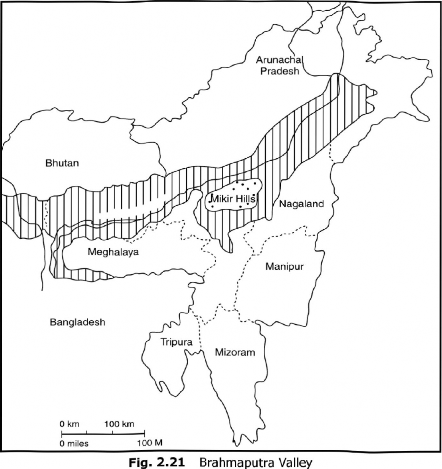 Arunachal
Pradesh
Bhutan
Mikir Hills
Nagaland
Meghalaya
Manipur
Bangladesh
Tripura
Mizoram
0 km 100 km
0 miles 100 M
Fig. 2.21 Brahmaputra Valley